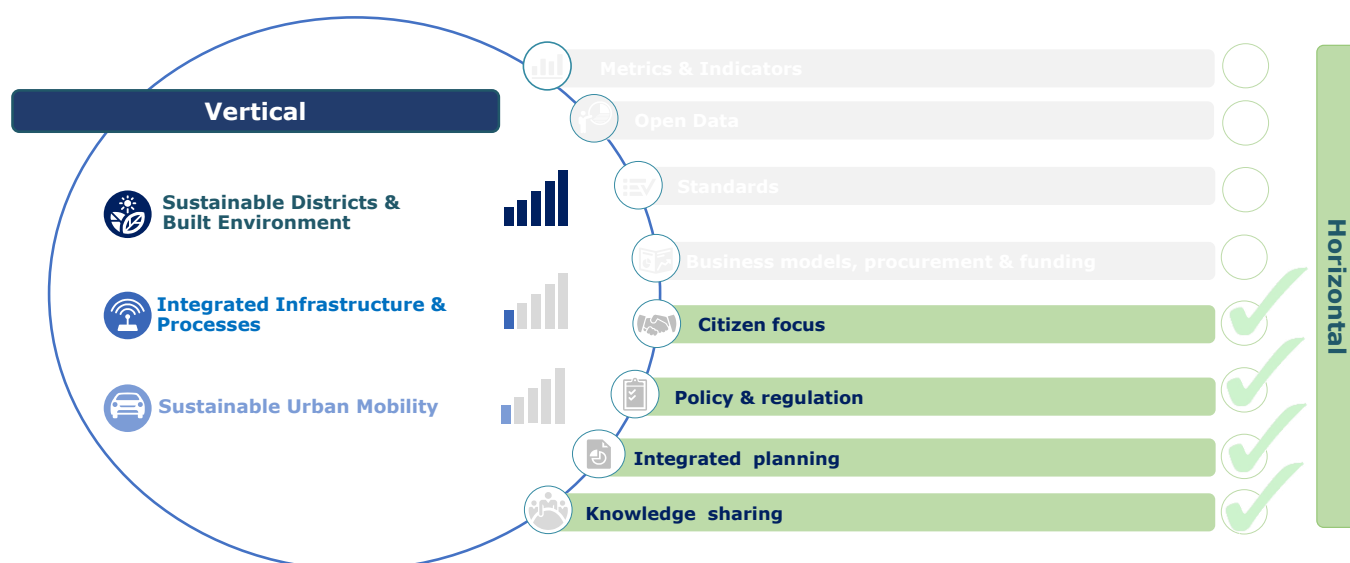 Vertical
Sustainable Districts &
Built Environment
Integrated Infrastructure &
Processes
Sustainable Urban Mobility
Metrics & Indicators
Open Data
Standards
Business models, procurement & funding
Citizen focus
Policy & regulation
Integrated planning
Knowledge sharing
Horizontal